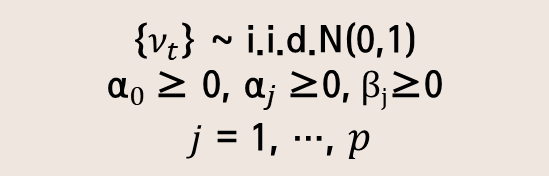 {νₜ} ~ i.i.d.N(0,1)
α₀ ≥ 0, αⱼ ≥0, βⱼ≥0
j = 1, ⋯, p